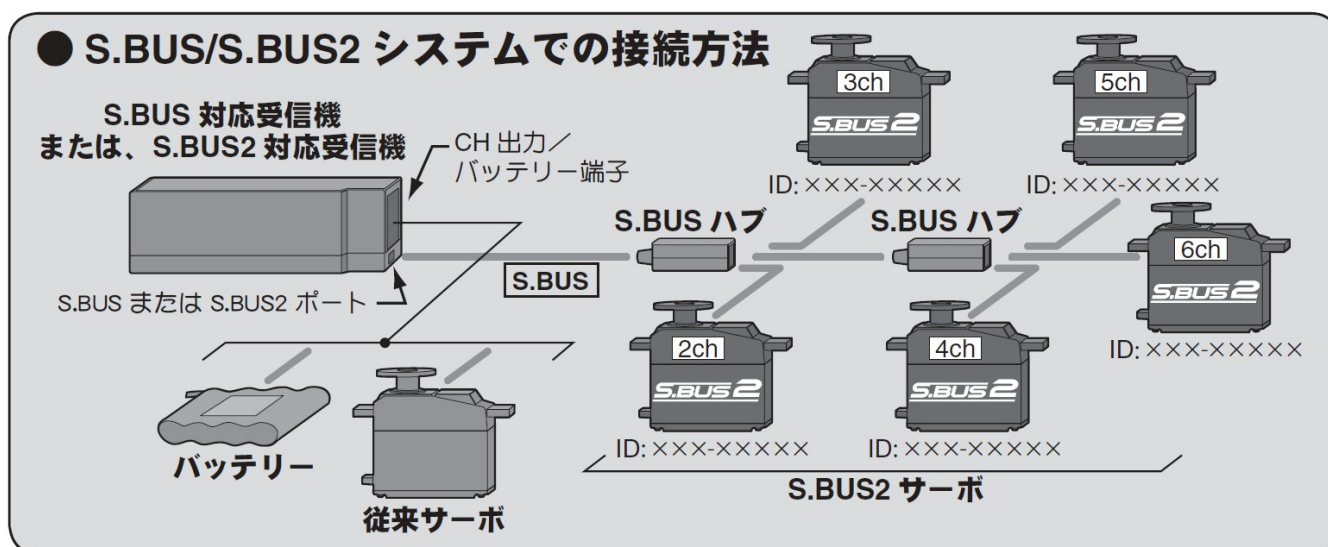 ● S.BUS/S.BUS2 システムでの接続方法
S.BUS 対応受信機
または、S.BUS2 対応受信機
CH 出力／
バッテリー端子
S.BUS または S.BUS2 ポート
S.BUS
S.BUS ハブ
S.BUS ハブ
3ch
S.BUS2
ID: ×××-×××××
5ch
S.BUS2
ID: ×××-×××××
6ch
S.BUS2
ID: ×××-×××××
2ch
S.BUS2
ID: ×××-×××××
4ch
S.BUS2
ID: ×××-×××××
バッテリー
従来サーボ
S.BUS2 サーボ